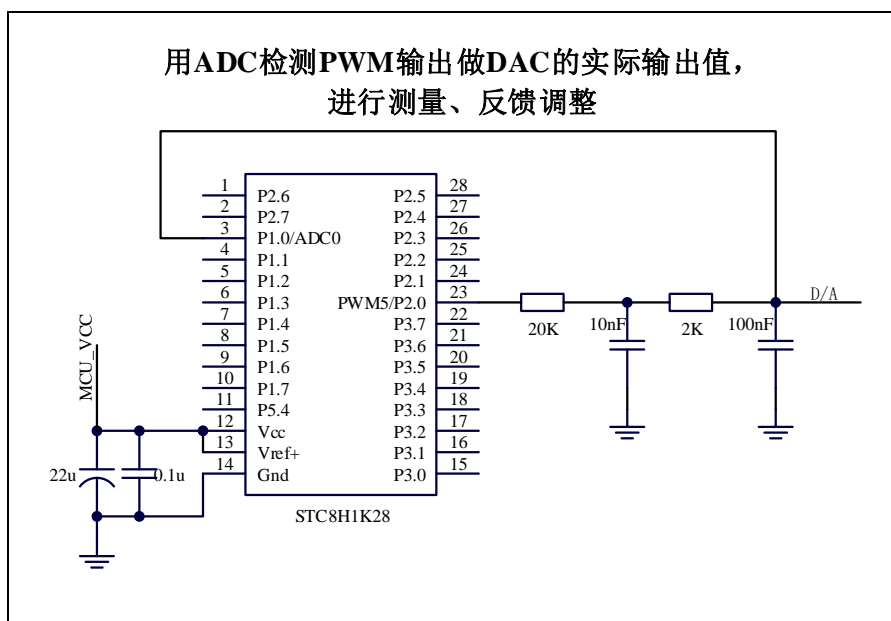 用ADC检测PWM输出做DAC的实际输出值，
进行测量、反馈调整
1 P2.6 P2.5 28
2 P2.7 P2.4 27
3 P1.0/ADC0 P2.3 26
4 P1.1 P2.2 25
5 P1.2 P2.1 24
6 P1.3 PWM5/P2.0 23
7 P1.4 P3.7 22
8 P1.5 P3.6 21
9 P1.6 P3.5 20
10 P1.7 P3.4 19
11 P5.4 P3.3 18
12 Vcc P3.2 17
13 Vref+ P3.1 16
14 Gnd P3.0 15
STC8H1K28
MCU_VCC
22u
0.1u
20K
10nF
2K
100nF
D/A